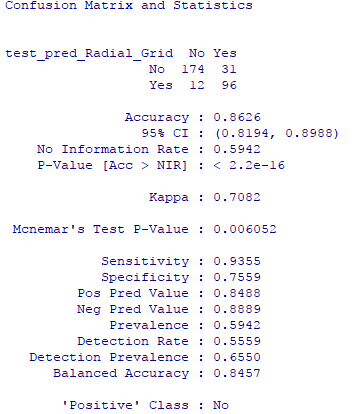 Confusion Matrix and Statistics
test_pred_Radial_Grid No Yes
No 174 31
Yes 12 96
Accuracy : 0.8626
95% CI : (0.8194, 0.8988)
No Information Rate : 0.5942
P-Value [Acc > NIR] : < 2.2e-16
Kappa : 0.7082
Mcnemar's Test P-Value : 0.006052
Sensitivity : 0.9355
Specificity : 0.7559
Pos Pred Value : 0.8488
Neg Pred Value : 0.8889
Prevalence : 0.5942
Detection Rate : 0.5559
Detection Prevalence : 0.6550
Balanced Accuracy : 0.8457
'Positive' Class : No